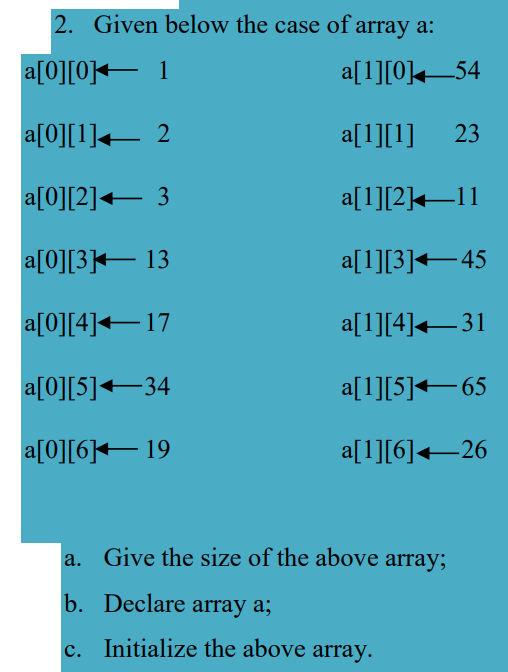 2. Given below the case of array a:
a[0][0] 1 a[1][0] 54
a[0][1] 2 a[1][1] 23
a[0][2] 3 a[1][2] 11
a[0][3] 13 a[1][3] 45
a[0][4] 17 a[1][4] 31
a[0][5] 34 a[1][5] 65
a[0][6] 19 a[1][6] 26
a. Give the size of the above array;
b. Declare array a;
c. Initialize the above array.